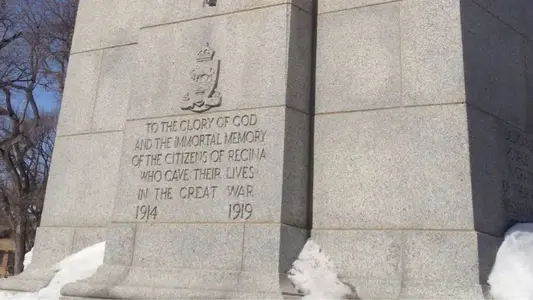 TO THE GLORY OF GOD
AND THE IMMORTAL MEMORY
OF THE CITIZENS OF REGINA
WHO GAVE THEIR LIVES
IN THE GREAT WAR
1914 1919